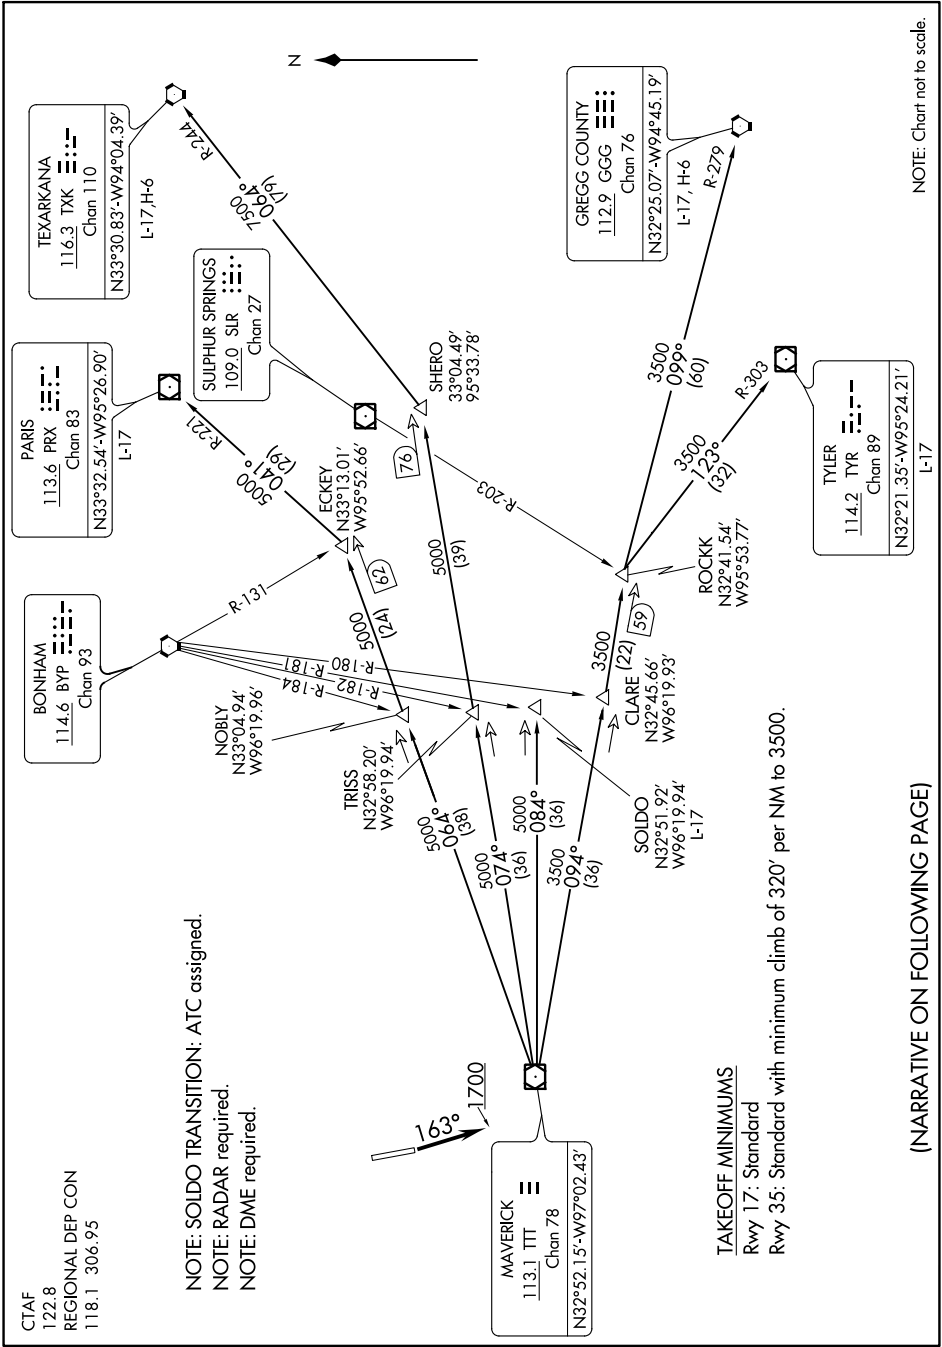 CTAF
122.8
REGIONAL DEP CON
118.1 306.95
NOTE: SOLDO TRANSITION: ATC assigned.
NOTE: RADAR required.
NOTE: DME required.
BONHAM
114.6 BYP
Chan 93
PARIS
113.6 PRX
Chan 83
N33°32.54′-W95°26.90′
L-17
TEXARKANA
116.3 TXK
Chan 110
N33°30.83′-W94°04.39′
L-17,H-6
SULPHUR SPRINGS
109.0 SLR
Chan 27
N
R-244
7500
064°
(79)
R-221
5000
041°
(29)
R-131
ECKEY
N33°13.01′
W95°52.66′
62
5000
(24)
R-184
R-182
R-181
R-180
NOBLY
N33°04.94′
W96°19.96′
SHERO
33°04.49′
95°33.78′
76
5000
(39)
R-203
TRISS
N32°58.20′
W96°19.94′
5000
064°
(38)
5000
074°
(36)
5000
084°
(36)
3500
094°
(36)
SOLDO
N32°51.92′
W96°19.94′
L-17
CLARE
N32°45.66′
W96°19.93′
3500
(22)
59
ROCKK
N32°41.54′
W95°53.77′
3500
099°
(60)
R-279
3500
123°
(32)
R-303
GREGG COUNTY
112.9 GGG
Chan 76
N32°25.07′-W94°45.19′
L-17, H-6
TYLER
114.2 TYR
Chan 89
N32°21.35′-W95°24.21′
L-17
163°
1700
MAVERICK
113.1 TTT
Chan 78
N32°52.15′-W97°02.43′
TAKEOFF MINIMUMS
Rwy 17: Standard
Rwy 35: Standard with minimum climb of 320′ per NM to 3500.
(NARRATIVE ON FOLLOWING PAGE)
NOTE: Chart not to scale.